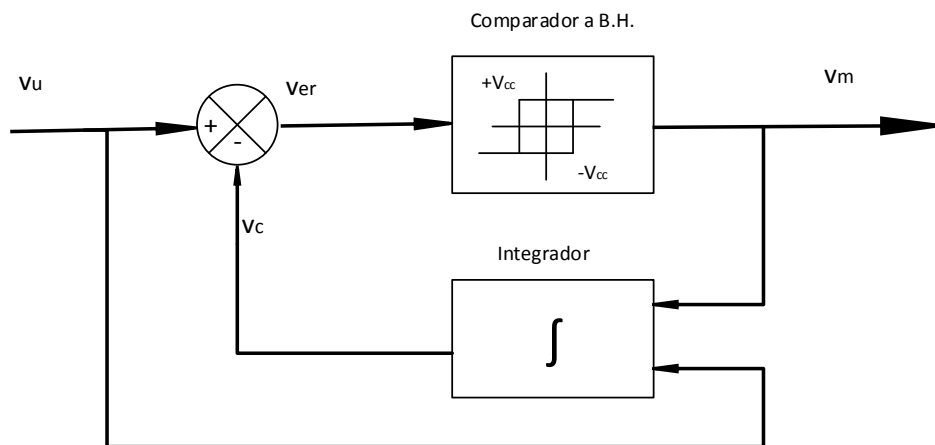 Comparador a B.H.
vu
ver
+Vcc
-Vcc
vm
+
-
vc
Integrador
∫